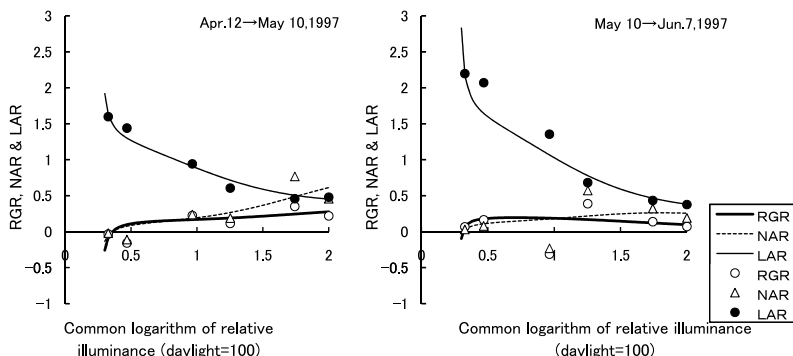 Apr.12→May 10,1997
RGR, NAR & LAR
3
2.5
2
1.5
1
0.5
0
-0.5
-1
0
0.5
1
1.5
2
Common logarithm of relative
illuminance (daylight=100)
May 10→Jun.7,1997
3
2.5
2
1.5
1
0.5
0
-0.5
-1
0
0.5
1
1.5
2
Common logarithm of relative illuminance
(daylight=100)
RGR
NAR
LAR
RGR
NAR
LAR